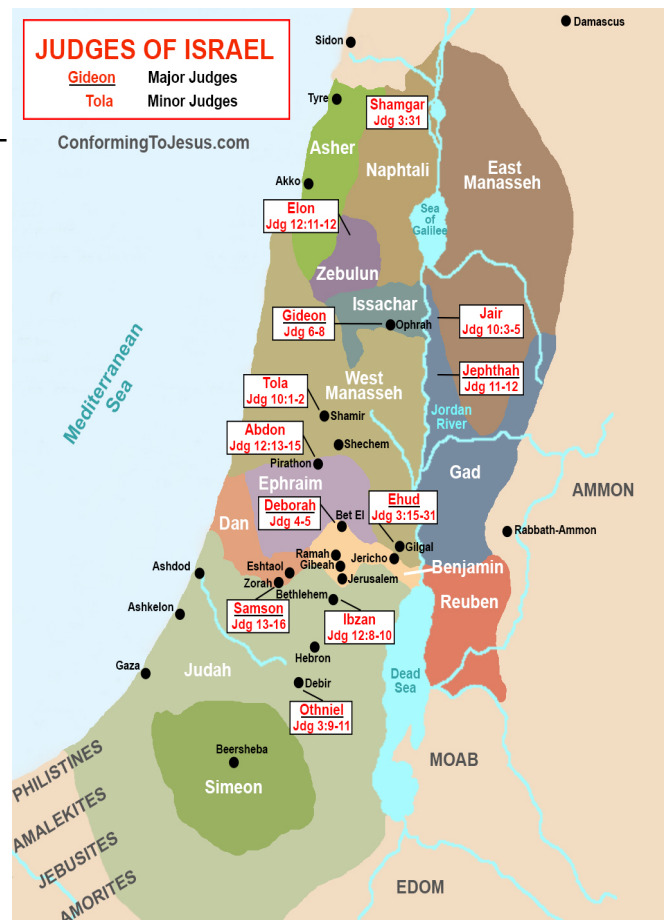 JUDGES OF ISRAEL
Gideon Major Judges
Tola Minor Judges
ConformingToJesus.com
Damascus
Sidon
Tyre
Shamgar
Jdg 3:31
Asher
Naphtali
East
Manasseh
Akko
Elon
Jdg 12:11-12
Sea
of
Galilee
Zebulun
Issachar
Gideon
Jdg 6-8
Ophrah
Jair
Jdg 10:3-5
Mediterranean
Sea
West
Manasseh
Jephthah
Jdg 11-12
Tola
Jdg 10:1-2
Shamir
Jordan
River
Abdon
Jdg 12:13-15
Shechem
Pirathon
Gad
Ephraim
AMMON
Deborah
Jdg 4-5
Ehud
Jdg 3:15-31
Dan
Bet El
Rabbath-Ammon
Gilgal
Ramah
Jericho
Gibeah
Benjamin
Ashdod
Eshtaol
Zorah
Jerusalem
Bethlehem
Reuben
Ashkelon
Samson
Jdg 13-16
Ibzan
Jdg 12:8-10
Hebron
Gaza
Judah
Dead
Sea
Debir
Othniel
Jdg 3:9-11
Beersheba
Simeon
MOAB
PHILISTINES
AMALEKITES
JEBUSITES
AMORITES
EDOM